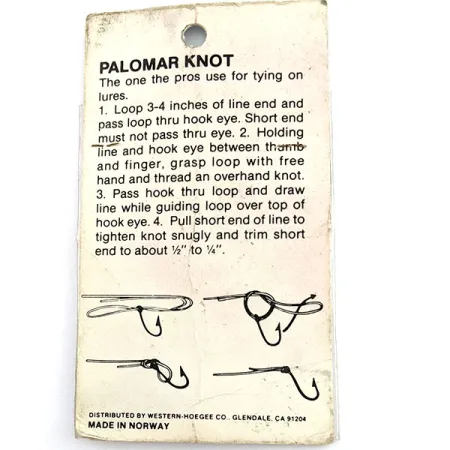 PALOMAR KNOT
The one the pros use for tying on
lures.
1. Loop 3-4 inches of line end and
pass loop thru hook eye. Short end
must not pass thru eye. 2. Holding
line and hook eye between thumb
and finger, grasp loop with free
hand and thread an overhand knot.
3. Pass hook thru loop and draw
line while guiding loop over top of
hook eye. 4. Pull short end of line to
tighten knot snugly and trim short
end to about ½" to ¼".
DISTRIBUTED BY WESTERN-HOEGEE CO., GLENDALE, CA 91204
MADE IN NORWAY